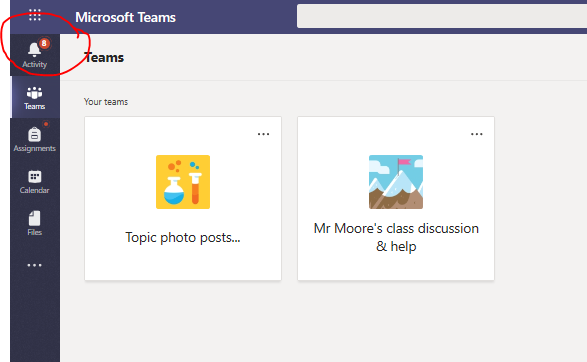 Microsoft Teams
8
Activity
Teams
Assignments
Calendar
Files
Teams
Your teams
Topic photo posts...
Mr Moore's class discussion
& help